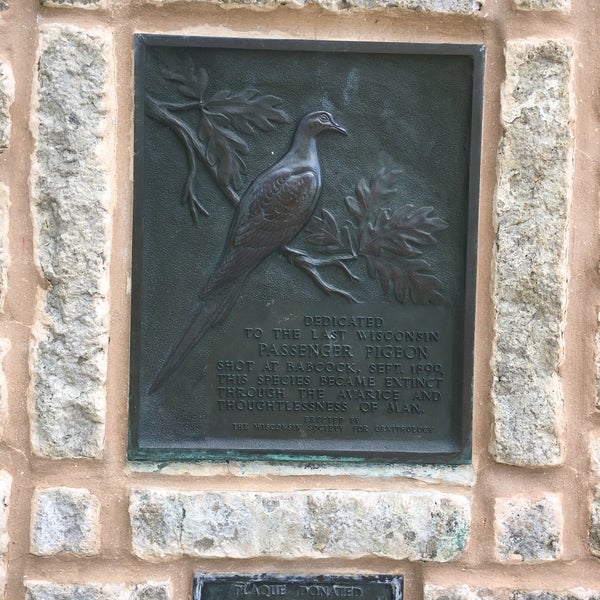 DEDICATED
TO THE LAST WISCONSIN
PASSENGER PIGEON
SHOT AT BABCOCK, SEPT. 1899.
THIS SPECIES BECAME EXTINCT
THROUGH THE AVARICE AND
THOUGHTLESSNESS OF MAN.
ERECTED BY
THE WISCONSIN SOCIETY FOR ORNITHOLOGY.
PLAQUE DONATED